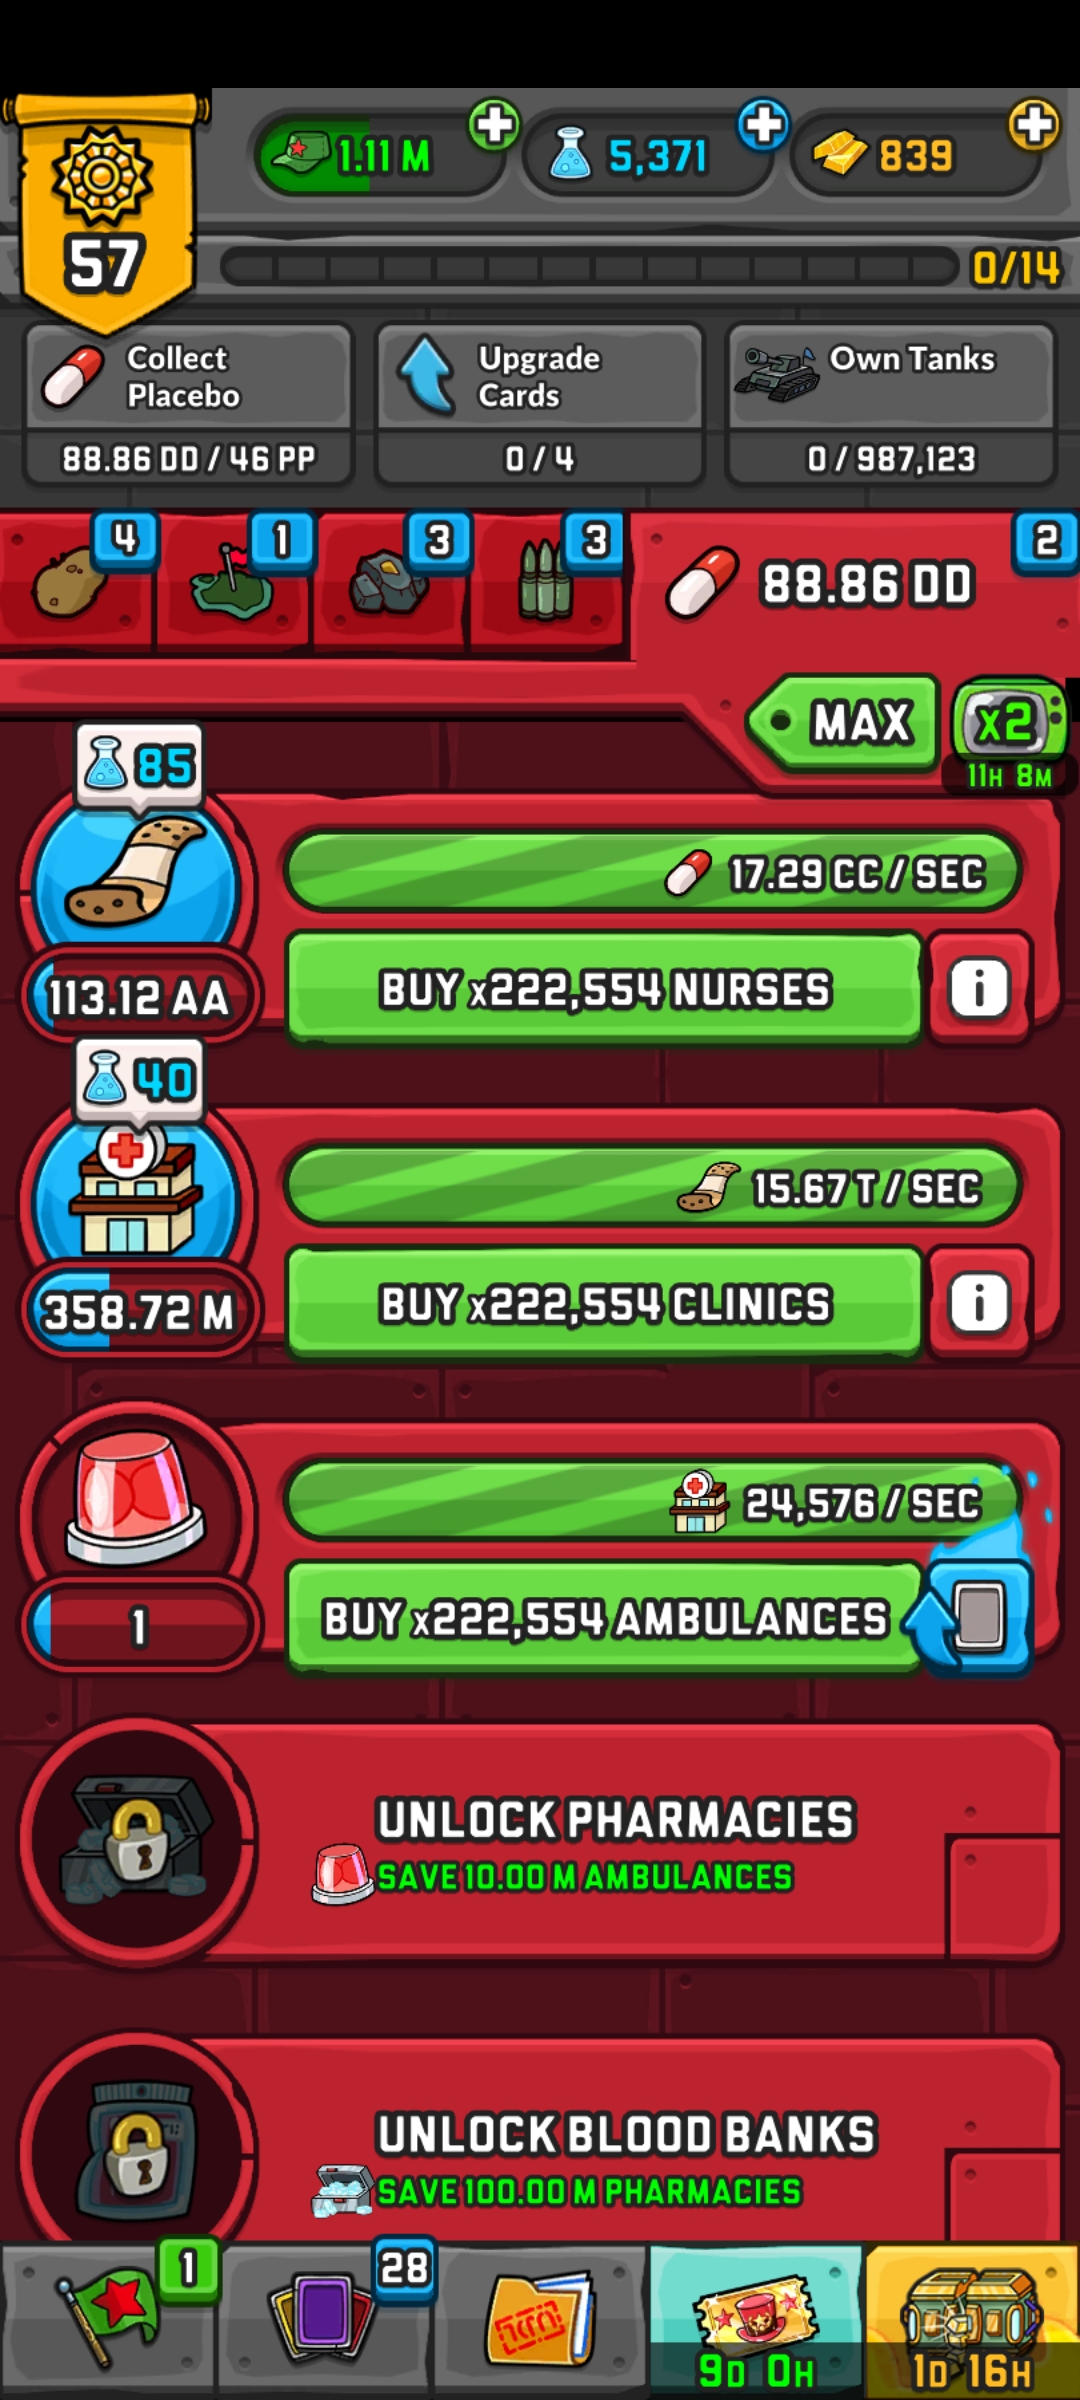 57
1.11 M
5,371
839
0/14
Collect
Placebo
88.86 DD / 46 PP
Upgrade
Cards
0 / 4
Own Tanks
0 / 987,123
4
1
3
3
88.86 DD
2
MAX
x2
11H 8M
85
17.29 CC / SEC
113.12 AA
BUY x222,554 NURSES
i
40
15.67 T / SEC
358.72 M
BUY x222,554 CLINICS
i
24,576 / SEC
1
BUY x222,554 AMBULANCES
UNLOCK PHARMACIES
SAVE 10.00 M AMBULANCES
UNLOCK BLOOD BANKS
SAVE 100.00 M PHARMACIES
1
28
9D 0H
1D 16H